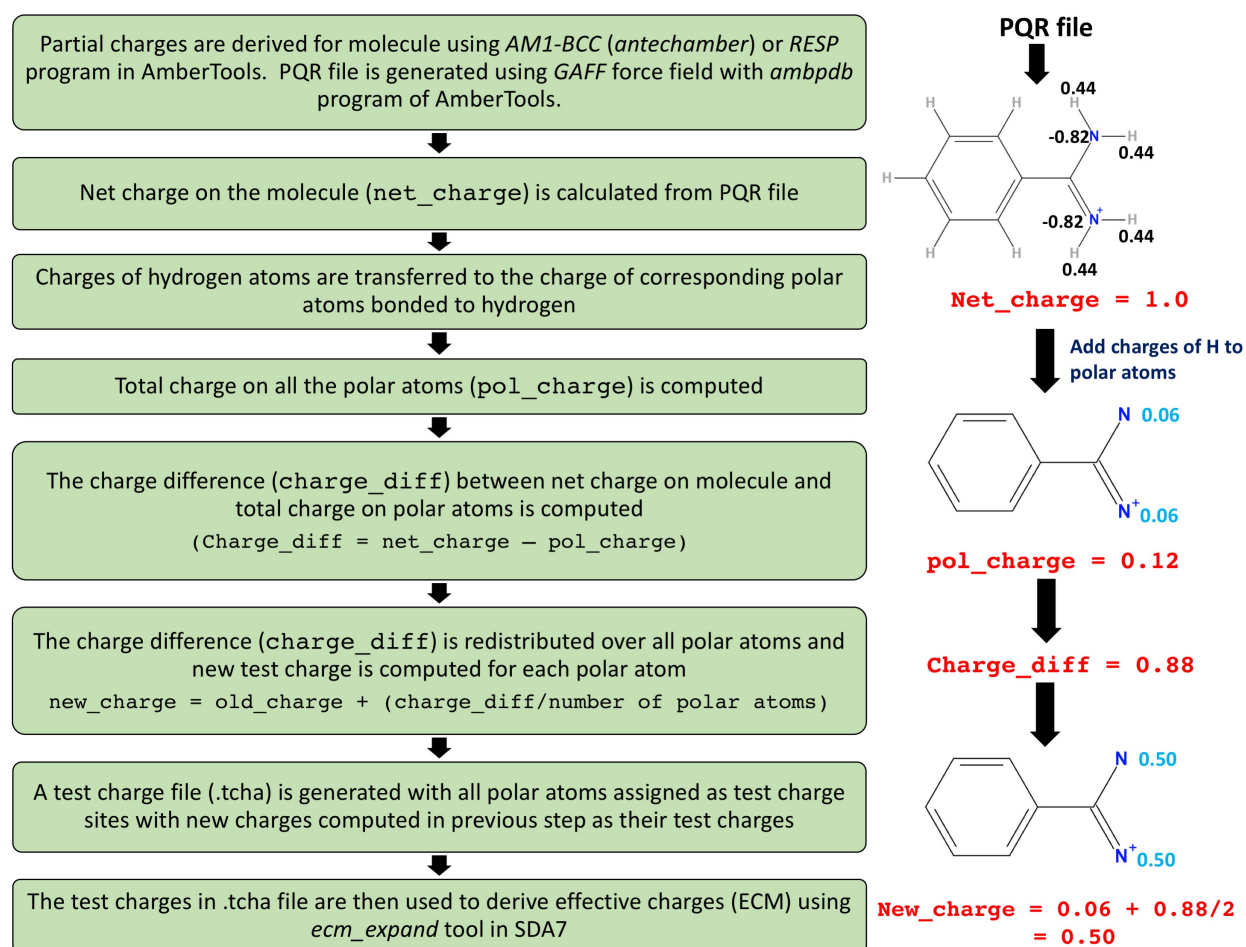 Partial charges are derived for molecule using AM1-BCC (antechamber) or RESP
program in AmberTools. PQR file is generated using GAFF force field with ambpdb
program of AmberTools.
Net charge on the molecule (net_charge) is calculated from PQR file
Charges of hydrogen atoms are transferred to the charge of corresponding polar
atoms bonded to hydrogen
Total charge on all the polar atoms (pol_charge) is computed
The charge difference (charge_diff) between net charge on molecule and
total charge on polar atoms is computed
(Charge_diff = net_charge – pol_charge)
The charge difference (charge_diff) is redistributed over all polar atoms and
new test charge is computed for each polar atom
new_charge = old_charge + (charge_diff/number of polar atoms)
A test charge file (.tcha) is generated with all polar atoms assigned as test charge
sites with new charges computed in previous step as their test charges
The test charges in .tcha file are then used to derive effective charges (ECM) using
ecm_expand tool in SDA7
PQR file
0.44
H H H
-0.82 N H
0.44
H
-0.82 N+ H
0.44
H H H
0.44
Net_charge = 1.0
Add charges of H to
polar atoms
N 0.06
N+ 0.06
pol_charge = 0.12
Charge_diff = 0.88
N 0.50
N+ 0.50
New_charge = 0.06 + 0.88/2
= 0.50